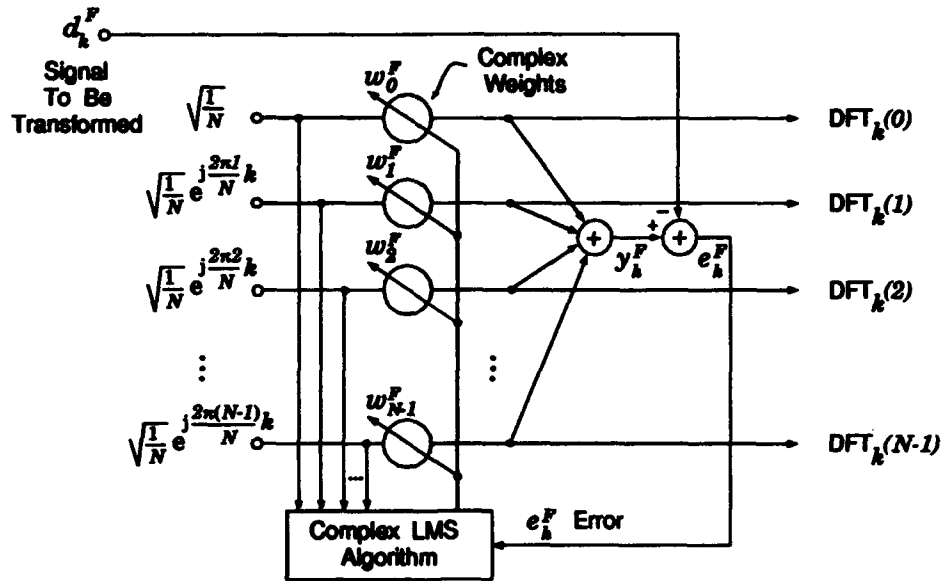 d_k^F
Signal
To Be
Transformed
Complex
Weights
√(1/N)
w_0^F
DFT_k(0)
√(1/N) e^{j(2π1/N)k}
w_1^F
DFT_k(1)
+
y_k^F
+ −
+
e_k^F
√(1/N) e^{j(2π2/N)k}
w_2^F
DFT_k(2)
⋮
⋮
√(1/N) e^{j(2π(N-1)/N)k}
w_{N-1}^F
DFT_k(N-1)
...
Complex LMS
Algorithm
e_k^F Error